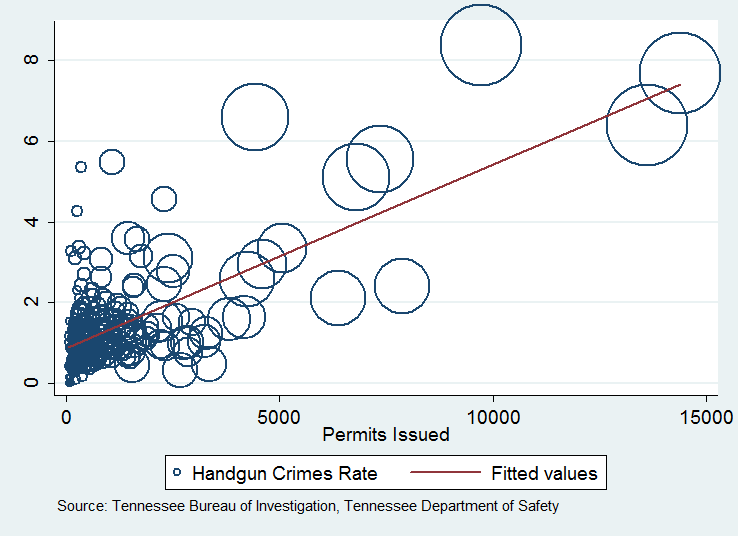 8
6
4
2
0
0 5000 10000 15000
Permits Issued
Handgun Crimes Rate Fitted values
Source: Tennessee Bureau of Investigation, Tennessee Department of Safety